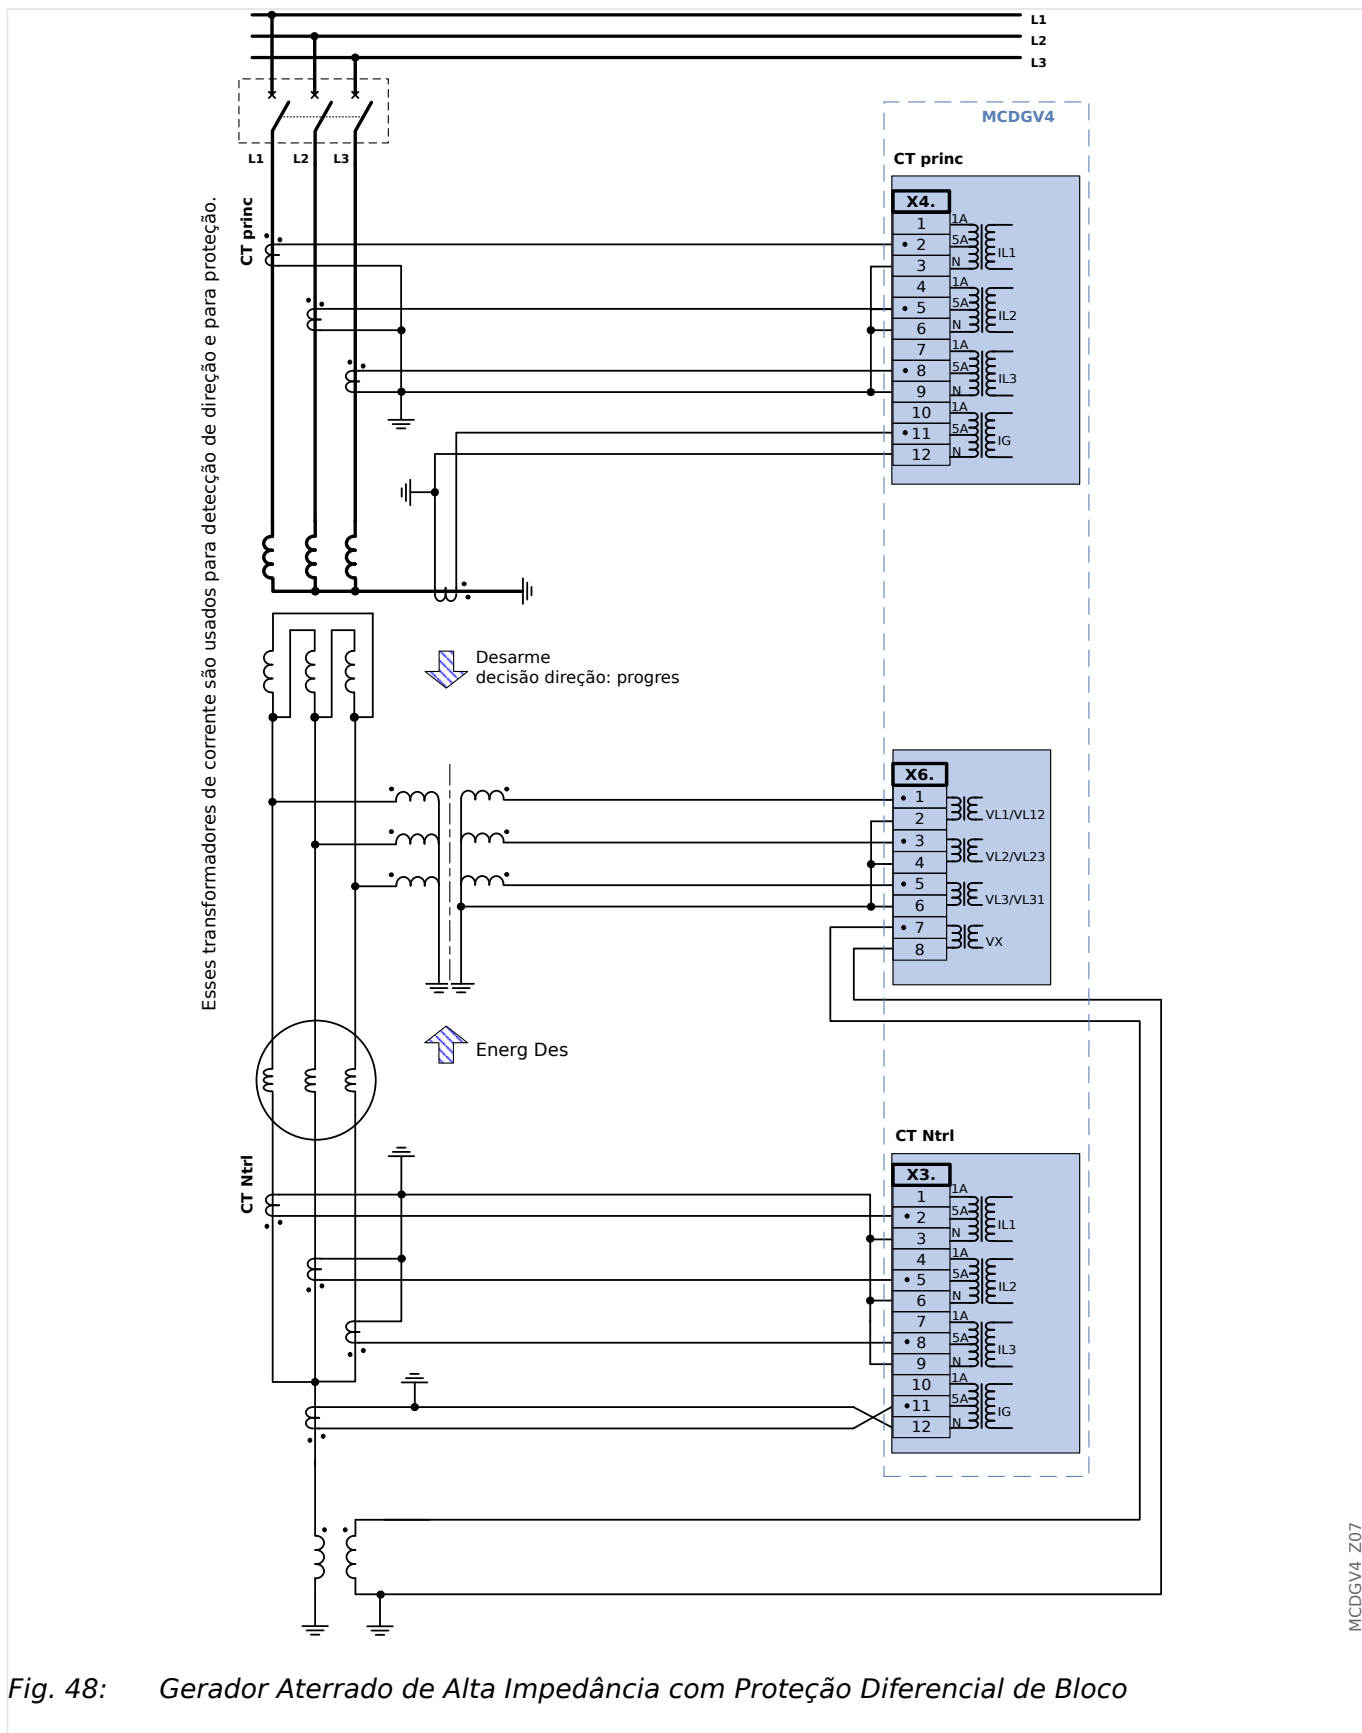 L1
L2
L3
L1
L2
L3
Esses transformadores de corrente são usados para detecção de direção e para proteção.
CT princ
MCDGV4
CT princ
X4.
1 1A
2 5A IL1
3 N
4 1A
5 5A IL2
6 N
7 1A
8 5A IL3
9 N
10 1A
11 5A IG
12 N
Desarme
decisão direção: progres
X6.
1
VL1/VL12
2
3
VL2/VL23
4
5
VL3/VL31
6
7
VX
8
Energ Des
CT Ntrl
CT Ntrl
X3.
1 1A
2 5A IL1
3 N
4 1A
5 5A IL2
6 N
7 1A
8 5A IL3
9 N
10 1A
11 5A IG
12 N
MCDGV4_Z07
Fig. 48: Gerador Aterrado de Alta Impedância com Proteção Diferencial de Bloco